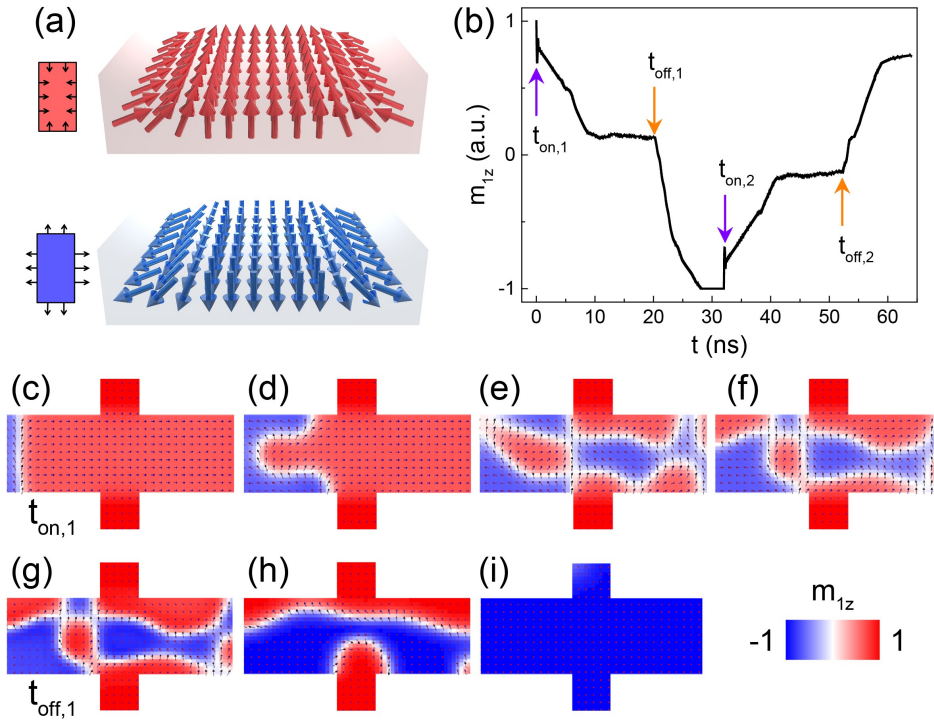 (a)
(b)
m1z (a.u.)
1
0
-1
ton,1
toff,1
ton,2
toff,2
0 10 20 30 40 50 60
t (ns)
(c) (d) (e) (f)
ton,1
(g) (h) (i)
toff,1
m1z
-1 1